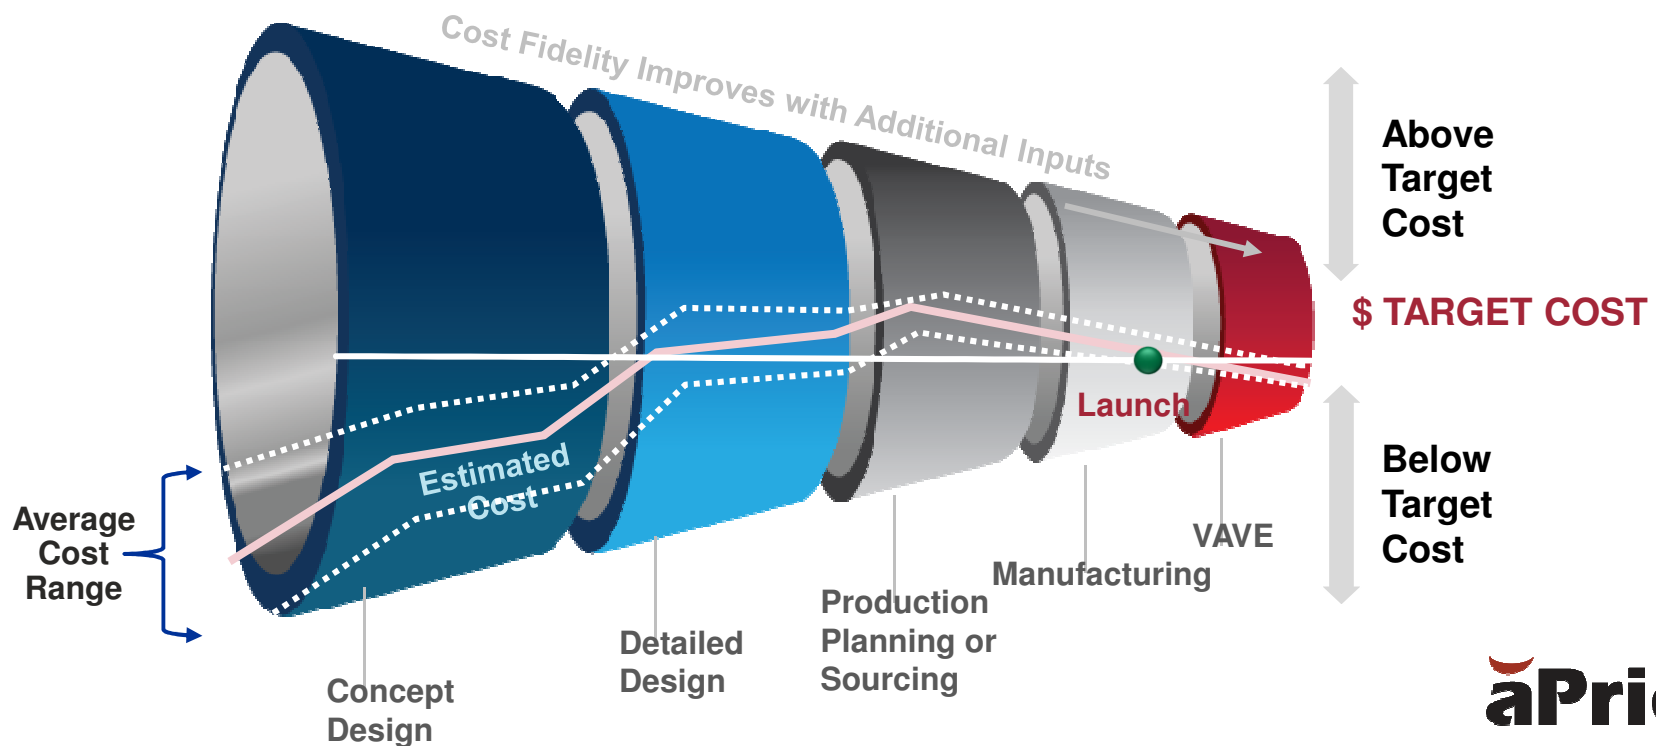 Cost Fidelity Improves with Additional Inputs
Above
Target
Cost
$ TARGET COST
Launch
Estimated
Cost
Below
Target
Cost
Average
Cost
Range
VAVE
Manufacturing
Production
Planning or
Sourcing
Detailed
Design
Concept
Design